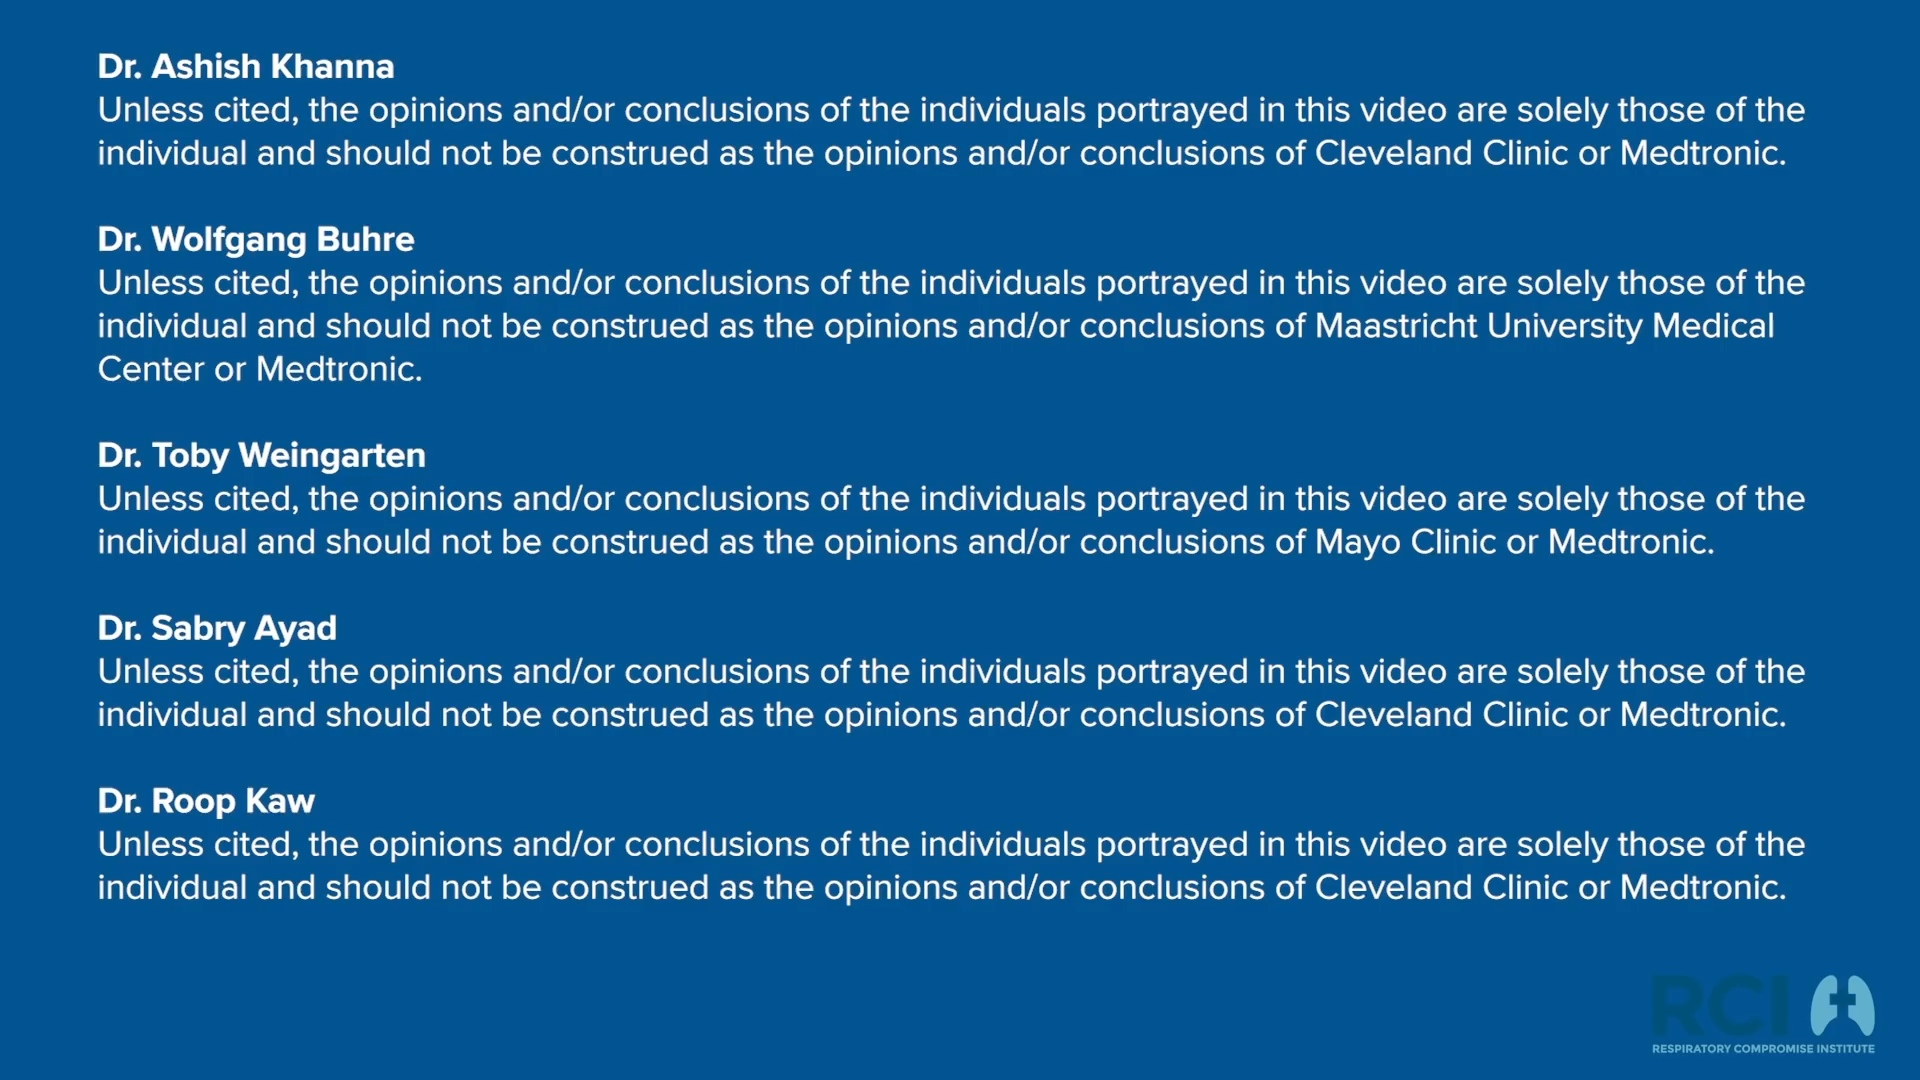 Dr. Ashish Khanna
Unless cited, the opinions and/or conclusions of the individuals portrayed in this video are solely those of the
individual and should not be construed as the opinions and/or conclusions of Cleveland Clinic or Medtronic.
Dr. Wolfgang Buhre
Unless cited, the opinions and/or conclusions of the individuals portrayed in this video are solely those of the
individual and should not be construed as the opinions and/or conclusions of Maastricht University Medical
Center or Medtronic.
Dr. Toby Weingarten
Unless cited, the opinions and/or conclusions of the individuals portrayed in this video are solely those of the
individual and should not be construed as the opinions and/or conclusions of Mayo Clinic or Medtronic.
Dr. Sabry Ayad
Unless cited, the opinions and/or conclusions of the individuals portrayed in this video are solely those of the
individual and should not be construed as the opinions and/or conclusions of Cleveland Clinic or Medtronic.
Dr. Roop Kaw
Unless cited, the opinions and/or conclusions of the individuals portrayed in this video are solely those of the
individual and should not be construed as the opinions and/or conclusions of Cleveland Clinic or Medtronic.
RCI
RESPIRATORY COMPROMISE INSTITUTE